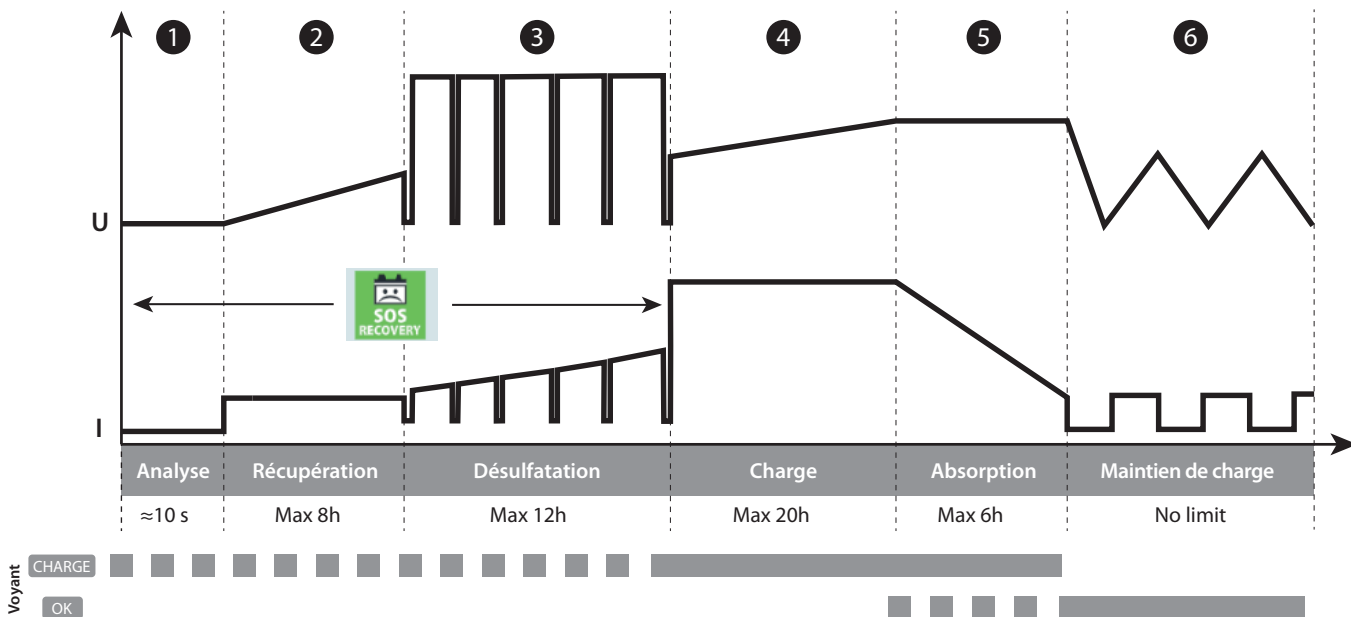 1 2 3 4 5 6
U
SOS
RECOVERY
I
Analyse Récupération Désulfatation Charge Absorption Maintien de charge
≈10 s Max 8h Max 12h Max 20h Max 6h No limit
Voyant
CHARGE
OK